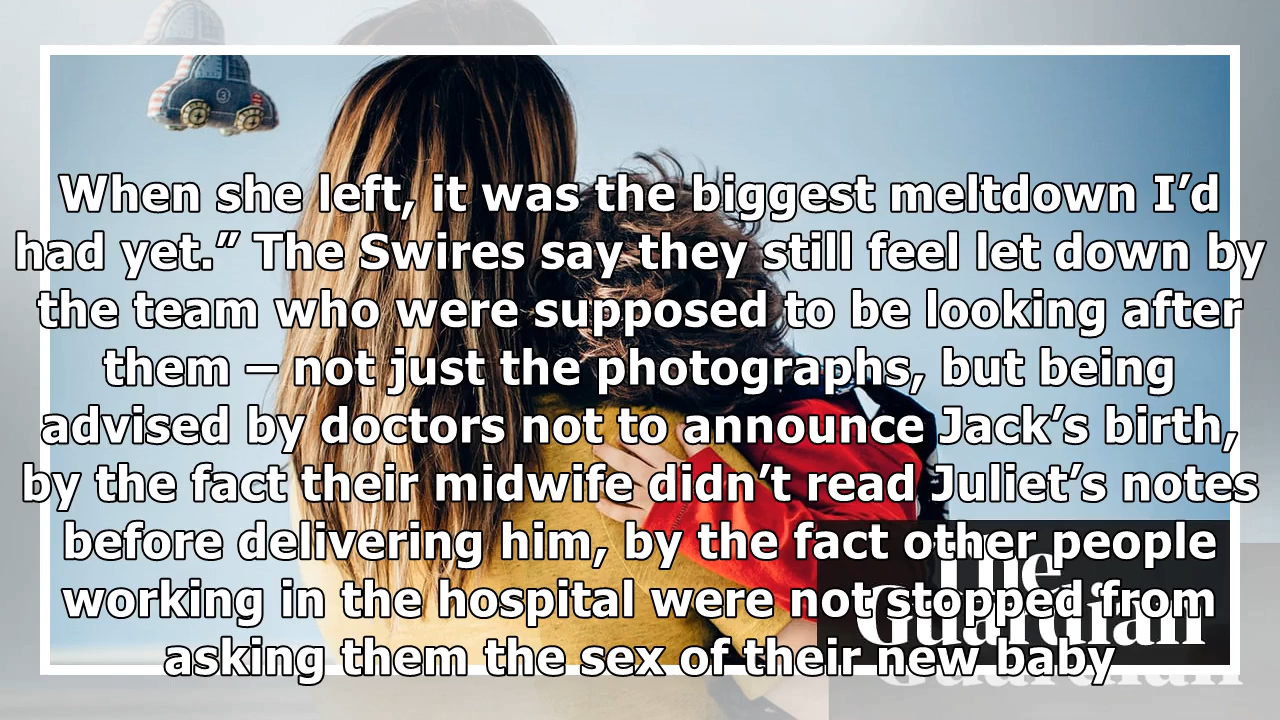 When she left, it was the biggest meltdown I’d
had yet.” The Swires say they still feel let down by
the team who were supposed to be looking after
them – not just the photographs, but being
advised by doctors not to announce Jack’s birth,
by the fact their midwife didn’t read Juliet’s notes
before delivering him, by the fact other people
working in the hospital were not stopped from
asking them the sex of their new baby
The
Guardian
3